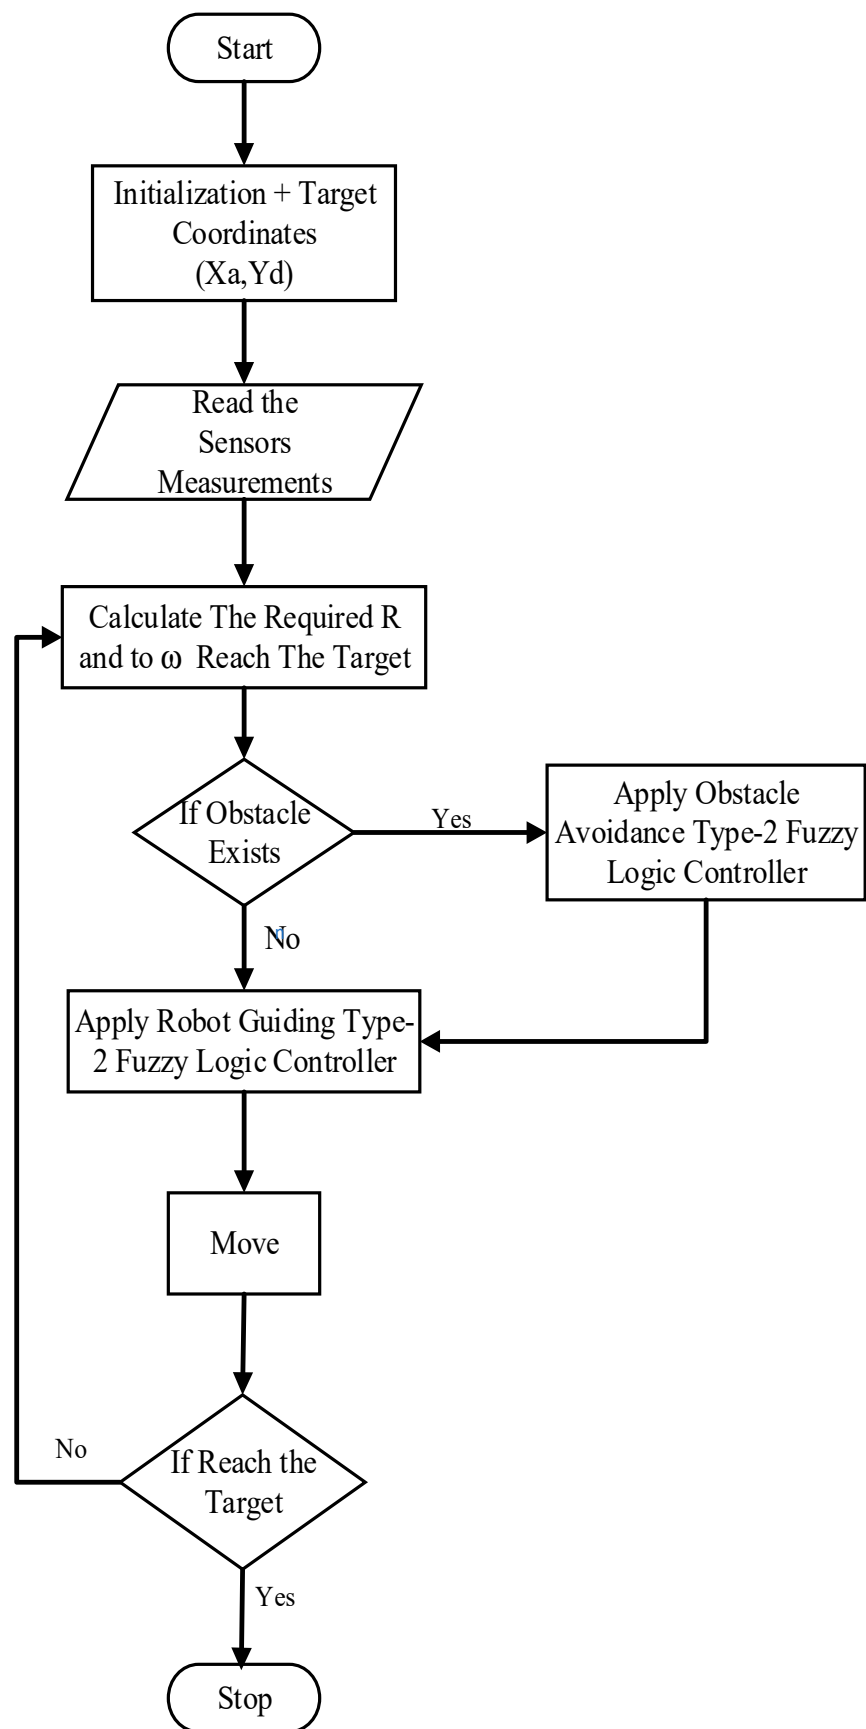 Start
Initialization + Target
Coordinates
(Xa,Yd)
Read the
Sensors
Measurements
Calculate The Required R
and to ω Reach The Target
If Obstacle
Exists
Yes
Apply Obstacle
Avoidance Type-2 Fuzzy
Logic Controller
No
Apply Robot Guiding Type-
2 Fuzzy Logic Controller
Move
If Reach the
Target
No
Yes
Stop